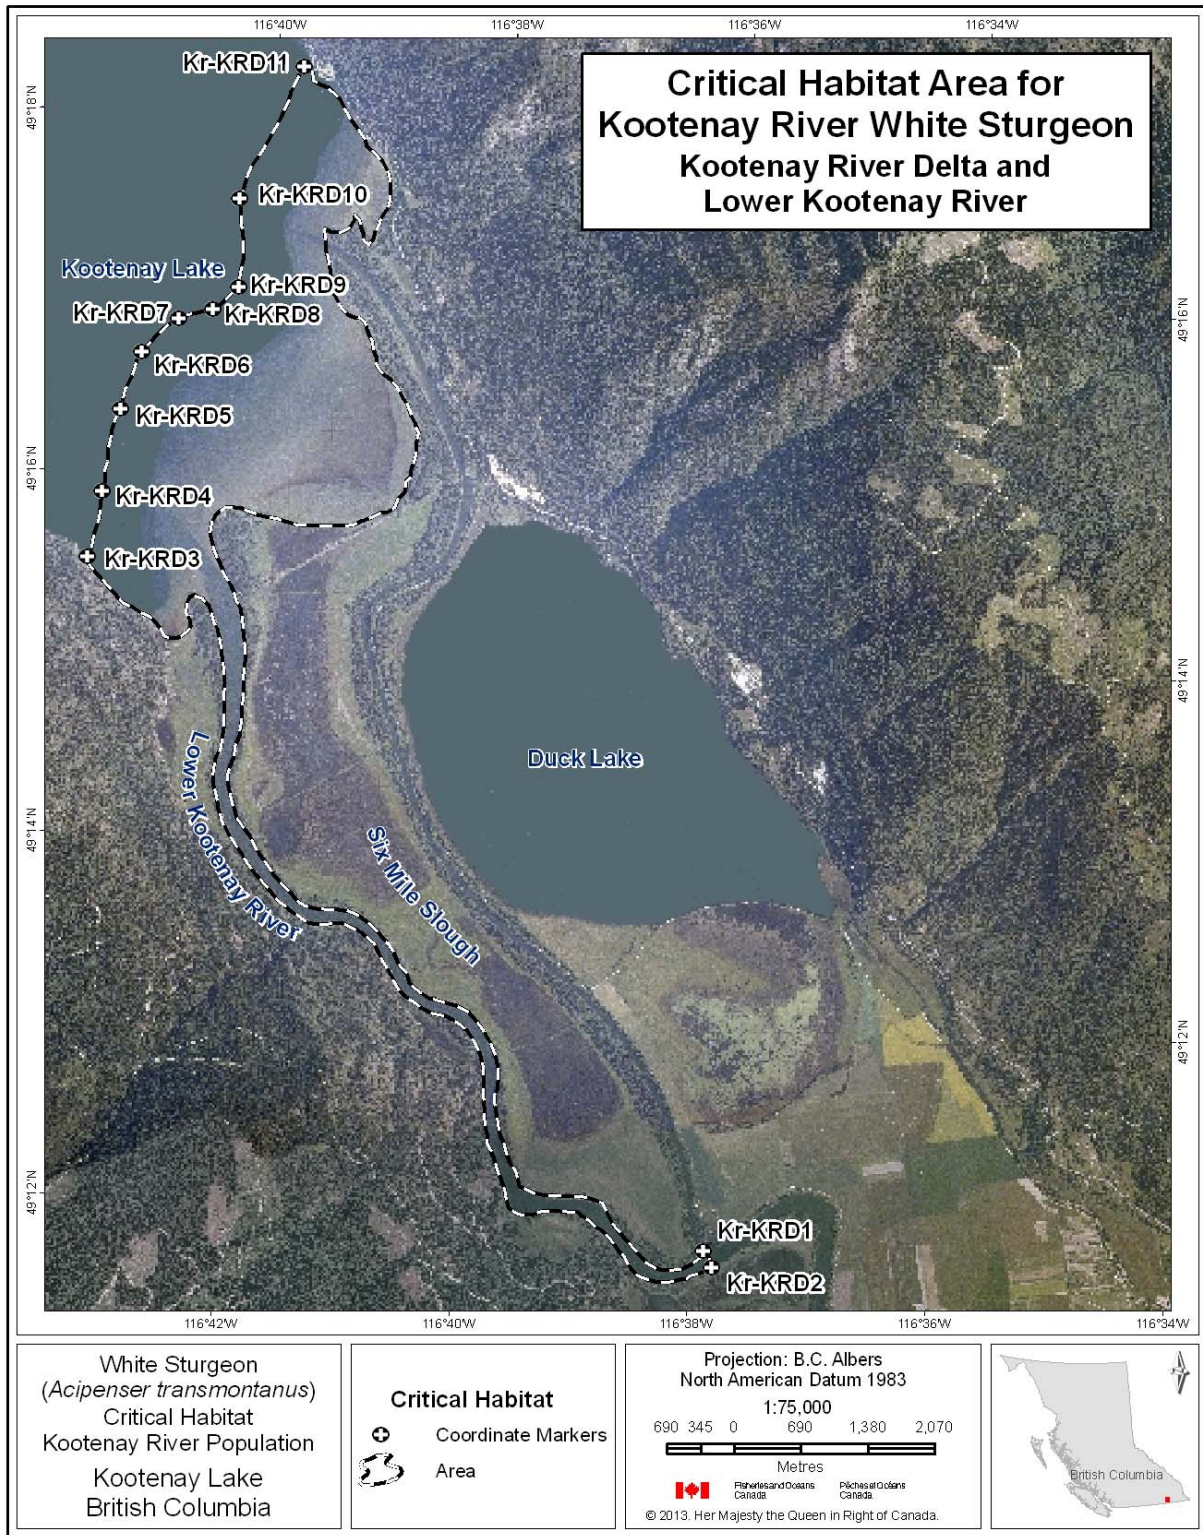 116°40'W
116°38'W
116°36'W
116°34'W
Critical Habitat Area for
Kootenay River White Sturgeon
Kootenay River Delta and
Lower Kootenay River
Kr-KRD11
49°18'N
Kr-KRD10
Kootenay Lake
Kr-KRD9
Kr-KRD7
Kr-KRD8
49°16'N
Kr-KRD6
Kr-KRD5
49°16'N
Kr-KRD4
Kr-KRD3
49°14'N
Lower Kootenay River
Duck Lake
49°14'N
Six Mile Slough
49°12'N
49°12'N
Kr-KRD1
Kr-KRD2
116°42'W
116°40'W
116°38'W
116°36'W
116°34'W
White Sturgeon
(Acipenser transmontanus)
Critical Habitat
Kootenay River Population
Kootenay Lake
British Columbia
Critical Habitat
Coordinate Markers
Area
Projection: B.C. Albers
North American Datum 1983
1:75,000
690 345 0 690 1,380 2,070
Metres
Fisheries and Oceans
Canada
Pêches et Océans
Canada
© 2013. Her Majesty the Queen in Right of Canada.
British Columbia